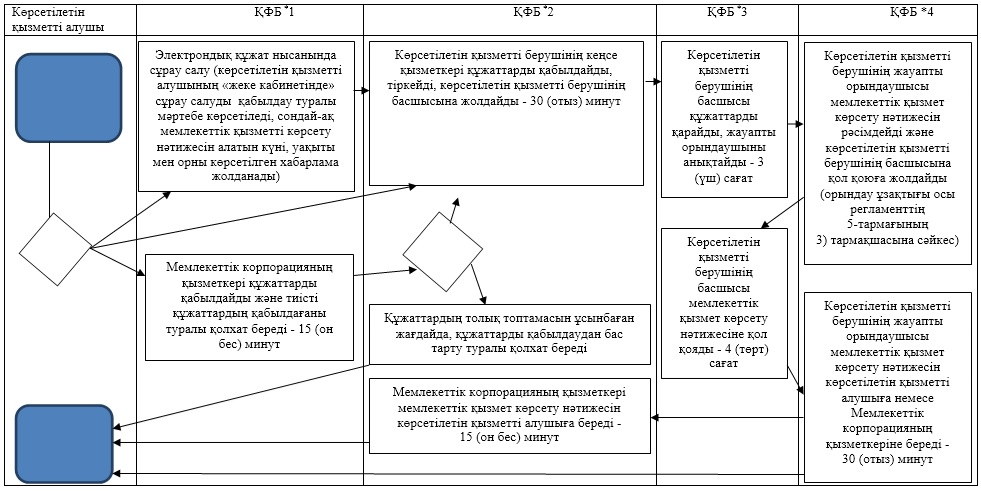 Көрсетілетін
қызметті алушы
ҚФБ *1
ҚФБ *2
ҚФБ *3
ҚФБ *4
Электрондық құжат нысанында
сұрау салу (көрсетілетін қызметті
алушының «жеке кабинетінде»
сұрау салуды қабылдау туралы
мәртебе көрсетіледі, сондай-ақ
мемлекеттік қызметті көрсету
нәтижесін алатын күні, уақыты
мен орны көрсетілген хабарлама
жолданады)
Көрсетілетін қызметті берушінің кеңсе
қызметкері құжаттарды қабылдайды,
тіркейді, көрсетілетін қызметті берушінің
басшысына жолдайды - 30 (отыз) минут
Көрсетілетін
қызметті
берушінің
басшысы
құжаттарды
қарайды, жауапты
орындаушыны
анықтайды - 3
(үш) сағат
Көрсетілетін қызметті
берушінің жауапты
орындаушысы
мемлекеттік қызмет
көрсету нәтижесін
рәсімдейді және
көрсетілетін қызметті
берушінің басшысына
қол қоюға жолдайды
(орындау ұзақтығы осы
регламенттің
5-тармағының
3) тармақшасына сәйкес)
Мемлекеттік корпорацияның
қызметкері құжаттарды
қабылдайды және тиісті
құжаттардың қабылдағаны
туралы қолхат береді - 15 (он
бес) минут
Құжаттардың толық топтамасын ұсынбаған
жағдайда, құжаттарды қабылдаудан бас
тарту туралы қолхат береді
Көрсетілетін
қызметті
берушінің
басшысы
мемлекеттік
қызмет көрсету
нәтижесіне қол
қояды - 4 (төрт)
сағат
Мемлекеттік корпорацияның қызметкері
мемлекеттік қызмет көрсету нәтижесін
көрсетілетін қызметті алушыға береді -
15 (он бес) минут
Көрсетілетін қызметті
берушінің жауапты
орындаушысы
мемлекеттік қызмет
көрсету нәтижесін
көрсетілетін қызметті
алушыға немесе
Мемлекеттік
корпорацияның
қызметкеріне береді -
30 (отыз) минут